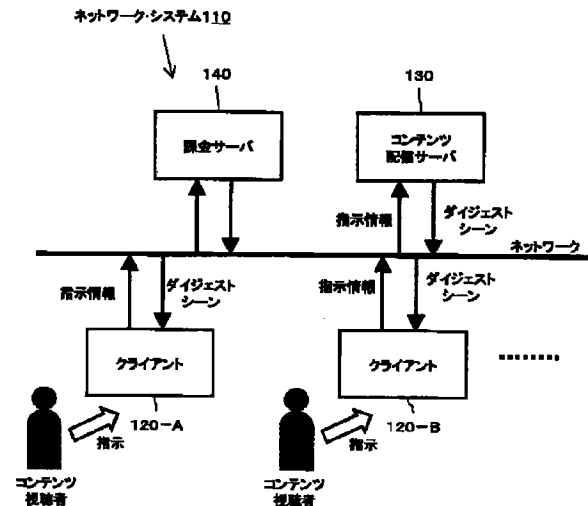 ネットワーク・システム110
140
130
課金サーバ
コンテンツ
配信サーバ
指示情報
ダイジェスト
シーン
ネットワーク
指示情報
ダイジェスト
シーン
指示情報
ダイジェスト
シーン
クライアント
クライアント
120-A
120-B
指示
指示
コンテンツ
視聴者
コンテンツ
視聴者